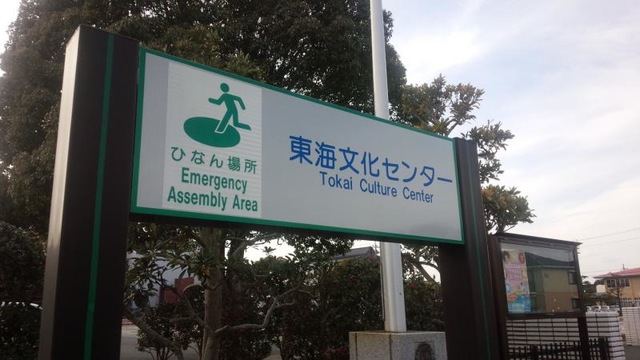 ひなん場所
Emergency
Assembly Area
東海文化センター
Tokai Culture Center